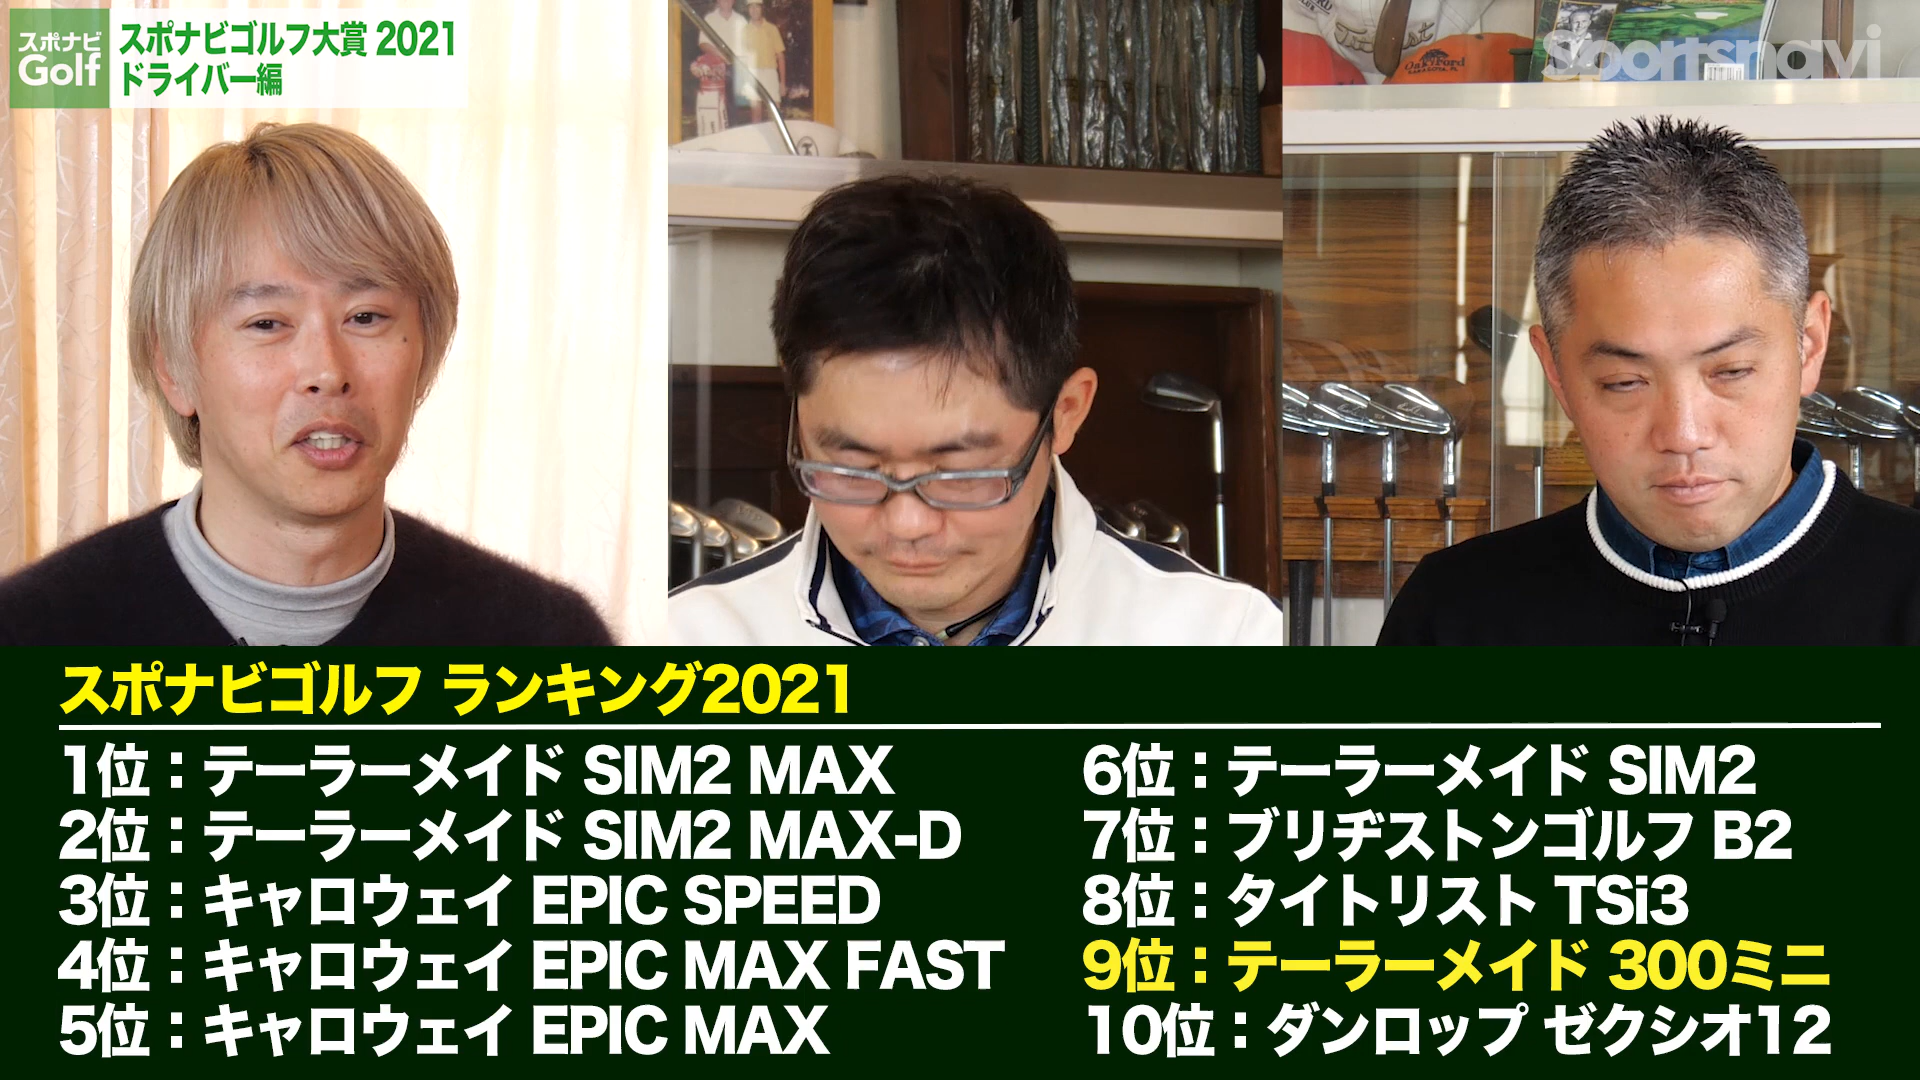 スポナビ
Golf
スポナビゴルフ大賞 2021
ドライバー編
Sportsnavi
Oak Ford
スポナビゴルフ ランキング2021
1位：テーラーメイド SIM2 MAX
2位：テーラーメイド SIM2 MAX-D
3位：キャロウェイ EPIC SPEED
4位：キャロウェイ EPIC MAX FAST
5位：キャロウェイ EPIC MAX
6位：テーラーメイド SIM2
7位：ブリヂストンゴルフ B2
8位：タイトリスト TSi3
9位：テーラーメイド 300ミニ
10位：ダンロップ ゼクシオ12